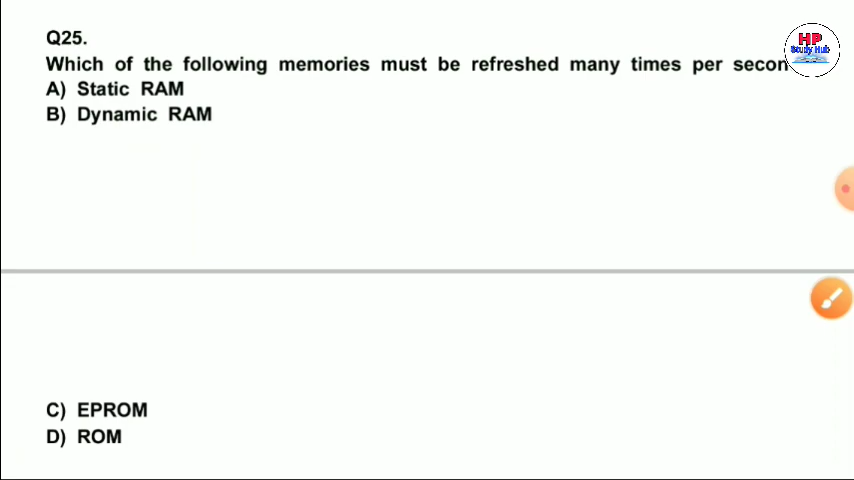 Q25.
Which of the following memories must be refreshed many times per secon
A) Static RAM
B) Dynamic RAM
C) EPROM
D) ROM
HP
Study Hub